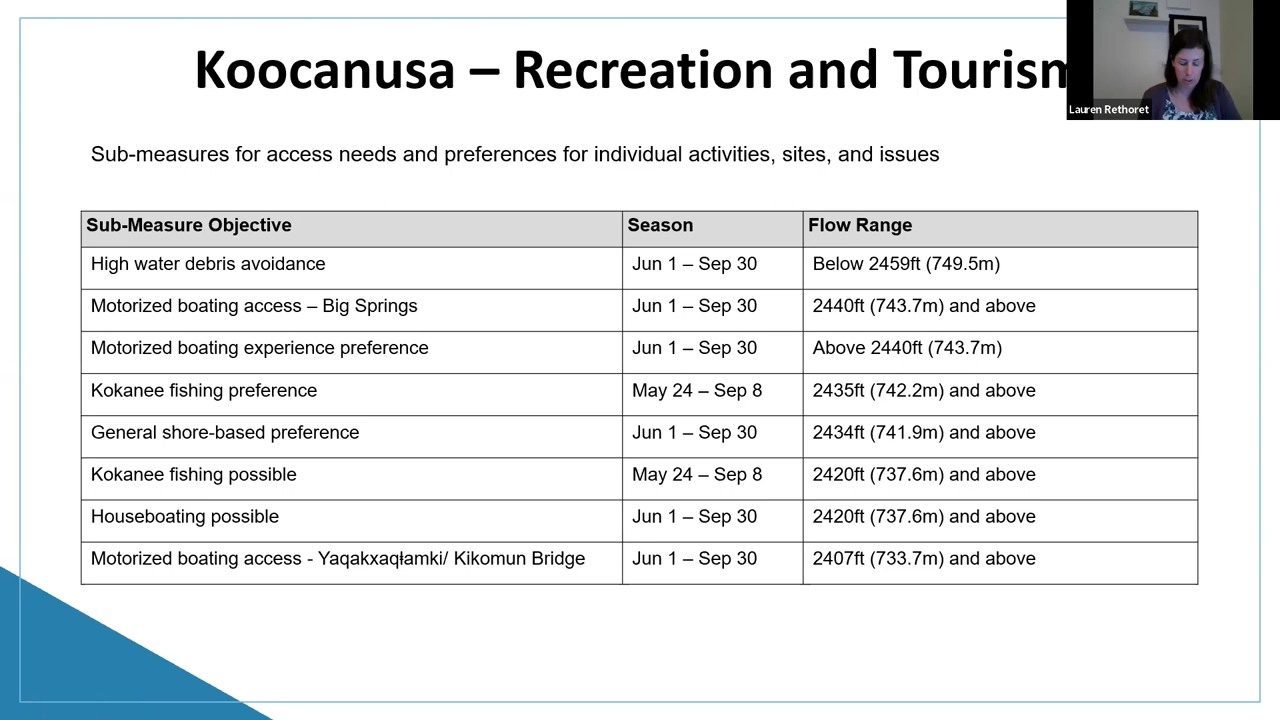 Koocanusa – Recreation and Tourism
Lauren Rethoret
Sub-measures for access needs and preferences for individual activities, sites, and issues
Sub-Measure Objective Season Flow Range
High water debris avoidance Jun 1 – Sep 30 Below 2459ft (749.5m)
Motorized boating access – Big Springs Jun 1 – Sep 30 2440ft (743.7m) and above
Motorized boating experience preference Jun 1 – Sep 30 Above 2440ft (743.7m)
Kokanee fishing preference May 24 – Sep 8 2435ft (742.2m) and above
General shore-based preference Jun 1 – Sep 30 2434ft (741.9m) and above
Kokanee fishing possible May 24 – Sep 8 2420ft (737.6m) and above
Houseboating possible Jun 1 – Sep 30 2420ft (737.6m) and above
Motorized boating access - Yaqakxaqⱡamki/ Kikomun Bridge Jun 1 – Sep 30 2407ft (733.7m) and above